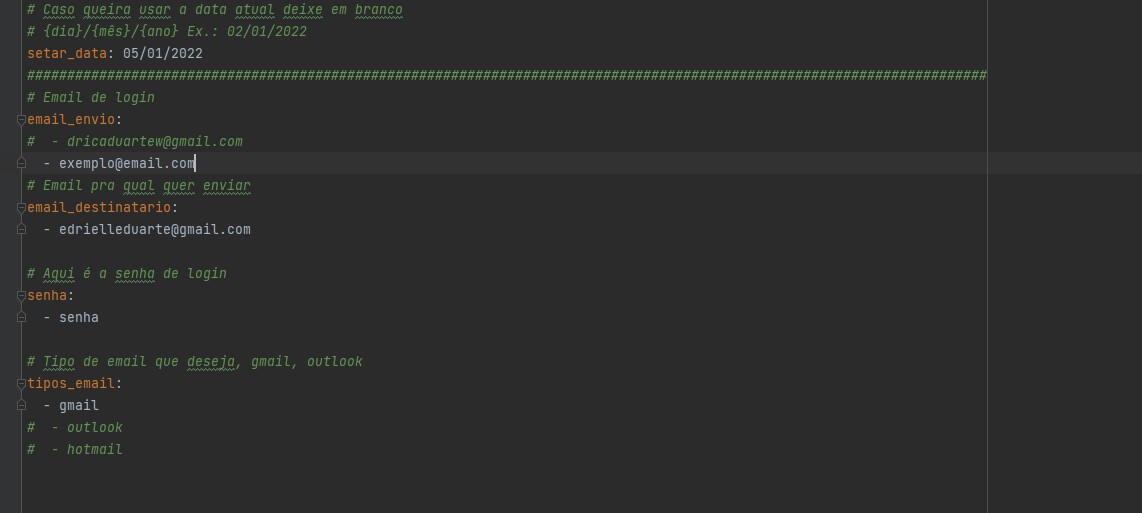 # Caso queira usar a data atual deixe em branco
# {dia}/{mês}/{ano} Ex.: 02/01/2022
setar_data: 05/01/2022
########################################################################################################################
# Email de login
email_envio:
#  - dricaduartew@gmail.com
  - exemplo@email.com
# Email pra qual quer enviar
email_destinatario:
  - edrielleduarte@gmail.com
# Aqui é a senha de login
senha:
  - senha
# Tipo de email que deseja, gmail, outlook
tipos_email:
  - gmail
#  - outlook
#  - hotmail